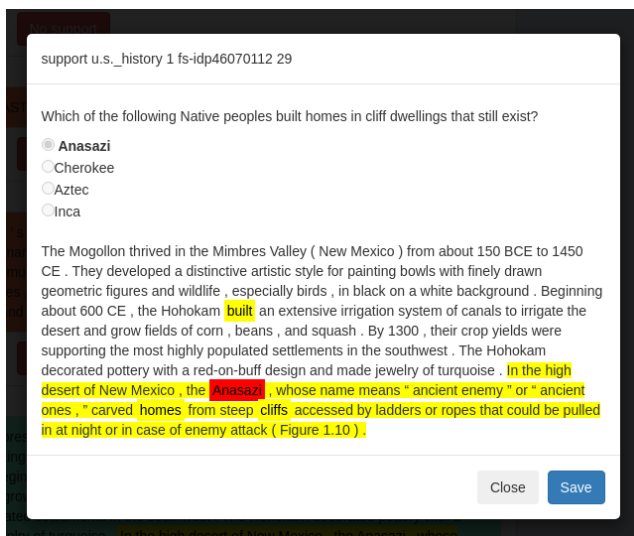 No support
support u.s._history 1 fs-idp46070112 29
Which of the following Native peoples built homes in cliff dwellings that still exist?
Anasazi
Cherokee
Aztec
Inca
The Mogollon thrived in the Mimbres Valley ( New Mexico ) from about 150 BCE to 1450
CE . They developed a distinctive artistic style for painting bowls with finely drawn
geometric figures and wildlife , especially birds , in black on a white background . Beginning
about 600 CE , the Hohokam built an extensive irrigation system of canals to irrigate the
desert and grow fields of corn , beans , and squash . By 1300 , their crop yields were
supporting the most highly populated settlements in the southwest . The Hohokam
decorated pottery with a red-on-buff design and made jewelry of turquoise . In the high
desert of New Mexico , the Anasazi , whose name means “ ancient enemy ” or “ ancient
ones , ” carved homes from steep cliffs accessed by ladders or ropes that could be pulled
in at night or in case of enemy attack ( Figure 1.10 ) .
Close Save